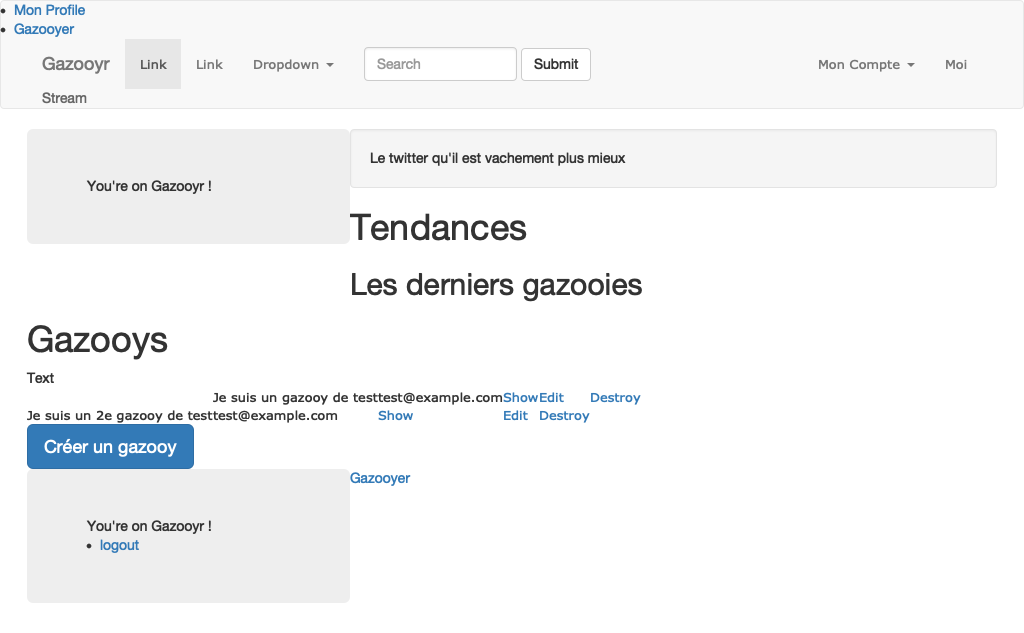 Mon Profile
Gazooyer
Gazooyr Link Link Dropdown Search Submit Mon Compte Moi
Stream
Le twitter qu'il est vachement plus mieux
You're on Gazooyr !
Tendances
Les derniers gazooies
Gazooys
Text
Je suis un gazooy de testtest@example.comShowEdit Destroy
Je suis un 2e gazooy de testtest@example.com Show Edit Destroy
Créer un gazooy
Gazooyer
You're on Gazooyr !
logout